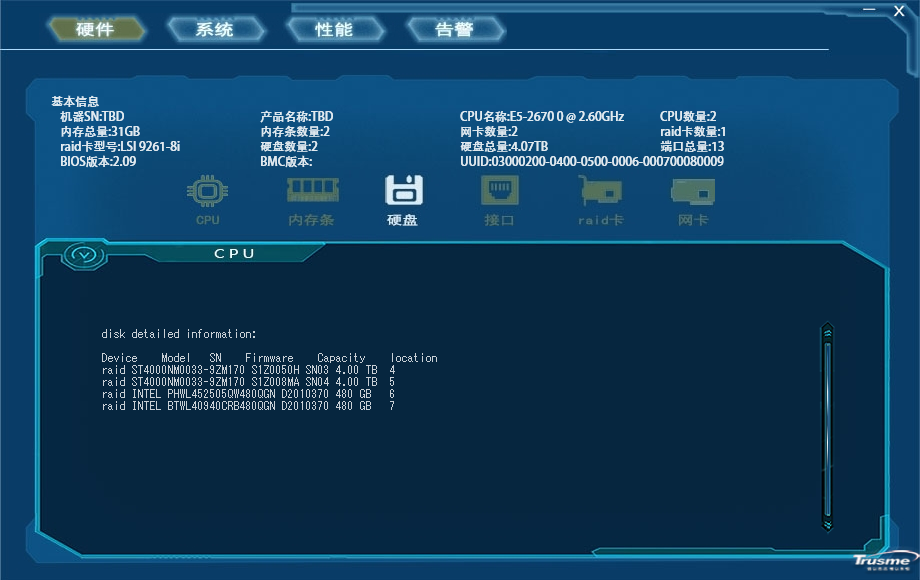 硬件 系统 性能 告警
基本信息
机器SN:TBD 产品名称:TBD CPU名称:E5-2670 0 @ 2.60GHz CPU数量:2
内存总量:31GB 内存条数量:2 网卡数量:2 raid卡数量:1
raid卡型号:LSI 9261-8i 硬盘数量:2 硬盘总量:4.07TB 端口总量:13
BIOS版本:2.09 BMC版本: UUID:03000200-0400-0500-0006-000700080009
CPU 内存条 硬盘 接口 raid卡 网卡
CPU
disk detailed information:
Device Model SN Firmware Capacity location
raid ST4000NM0033-9ZM170 S1Z0050H SN03 4.00 TB 4
raid ST4000NM0033-9ZM170 S1Z008MA SN04 4.00 TB 5
raid INTEL PHWL452505QW480QGN D2010370 480 GB 6
raid INTEL BTWL40940CRB480QGN D2010370 480 GB 7
Trusme